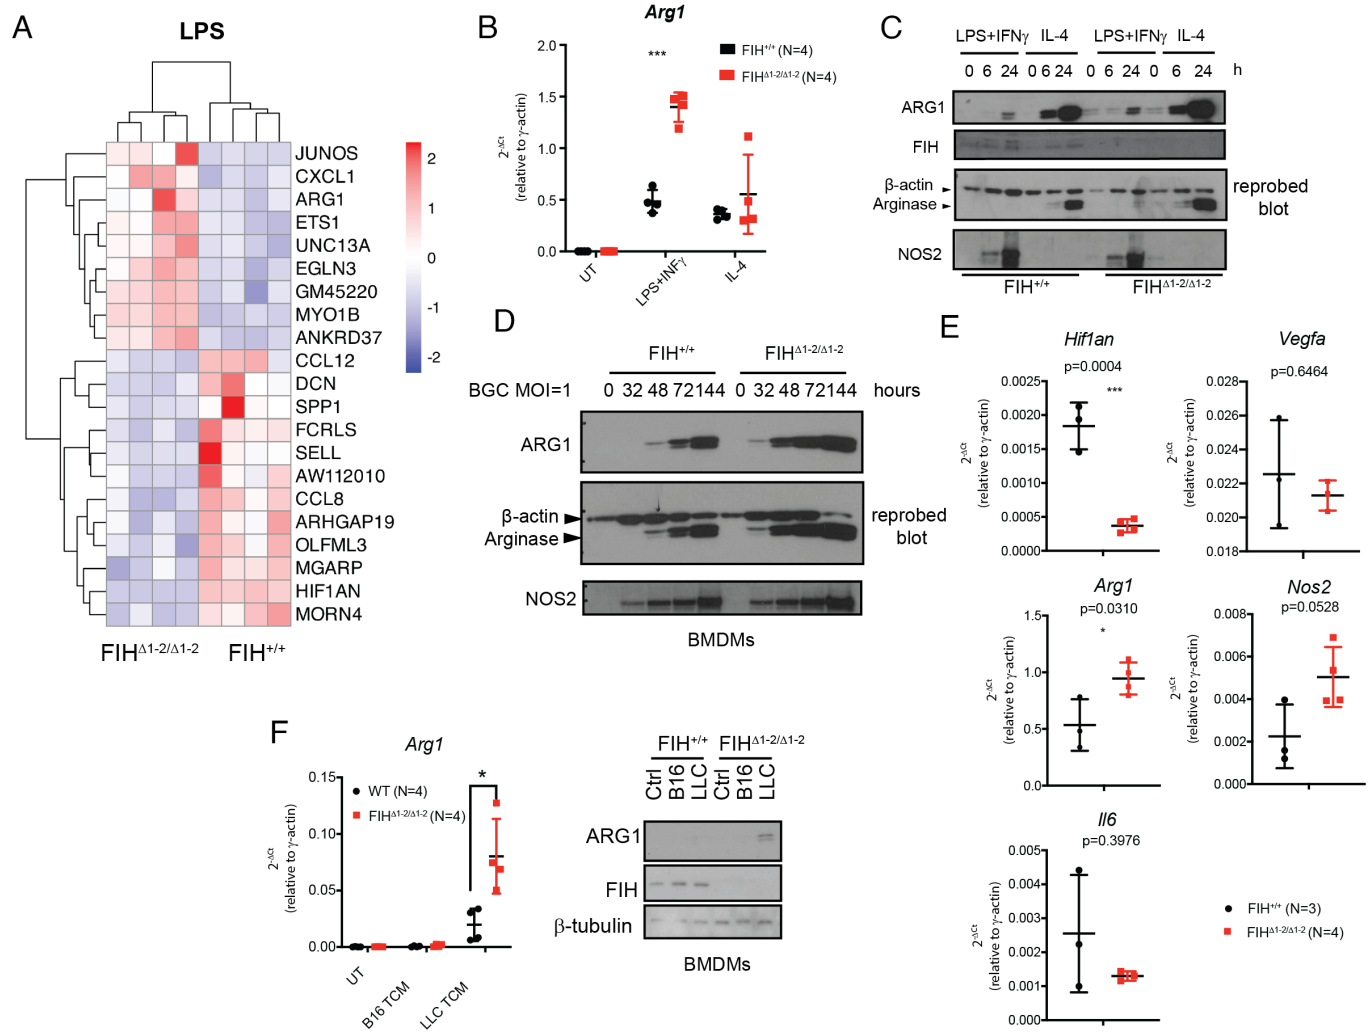 A
LPS
JUNOS
CXCL1
ARG1
ETS1
UNC13A
EGLN3
GM45220
MYO1B
ANKRD37
CCL12
DCN
SPP1
FCRLS
SELL
AW112010
CCL8
ARHGAP19
OLFML3
MGARP
HIF1AN
MORN4
2
1
0
-1
-2
FIHΔ1-2/Δ1-2 FIH+/+
B
Arg1
2-ΔCt
(relative to γ-actin)
2.0
1.5
1.0
0.5
0.0
***
FIH+/+ (N=4)
FIHΔ1-2/Δ1-2 (N=4)
UT
LPS+INFγ
IL-4
C
LPS+IFNγ IL-4 LPS+IFNγ IL-4
0 6 24 0 6 24 0 6 24 0 6 24 h
ARG1
FIH
β-actin
Arginase
reprobed
blot
NOS2
FIH+/+ FIHΔ1-2/Δ1-2
D
FIH+/+ FIHΔ1-2/Δ1-2
BGC MOI=1 0 32 48 72 144 0 32 48 72 144 hours
ARG1
β-actin
Arginase
reprobed
blot
NOS2
BMDMs
E
Hif1an
p=0.0004
***
2-ΔCt
(relative to γ-actin)
0.0025
0.0020
0.0015
0.0010
0.0005
0.0000
Vegfa
p=0.6464
2-ΔCt
(relative to γ-actin)
0.028
0.026
0.024
0.022
0.020
0.018
Arg1
p=0.0310
*
2-ΔCt
(relative to γ-actin)
1.5
1.0
0.5
0.0
Nos2
p=0.0528
2-ΔCt
(relative to γ-actin)
0.008
0.006
0.004
0.002
0.000
Il6
p=0.3976
2-ΔCt
(relative to γ-actin)
0.005
0.004
0.003
0.002
0.001
0.000
FIH+/+ (N=3)
FIHΔ1-2/Δ1-2 (N=4)
F
Arg1
2-ΔCt
(relative to γ-actin)
0.15
0.10
0.05
0.00
WT (N=4)
FIHΔ1-2/Δ1-2 (N=4)
*
UT
B16 TCM
LLC TCM
FIH+/+ FIHΔ1-2/Δ1-2
Ctrl B16 LLC Ctrl B16 LLC
ARG1
FIH
β-tubulin
BMDMs